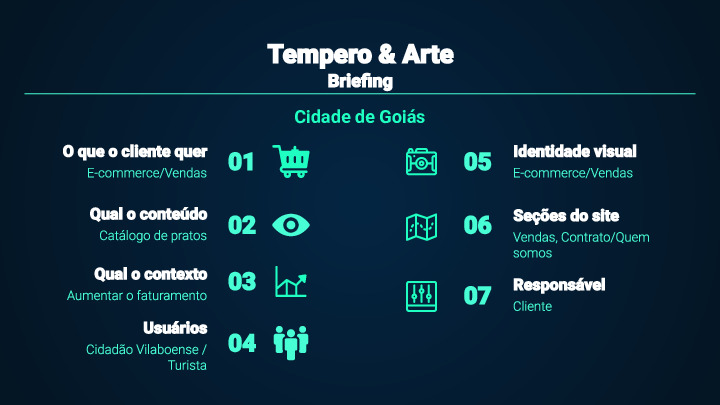 Tempero & Arte
Briefing
Cidade de Goiás
O que o cliente quer
E-commerce/Vendas
01
Qual o conteúdo
Catálogo de pratos
02
Qual o contexto
Aumentar o faturamento
03
Usuários
Cidadão Vilaboense /
Turista
04
05
Identidade visual
E-commerce/Vendas
06
Seções do site
Vendas, Contrato/Quem
somos
07
Responsável
Cliente